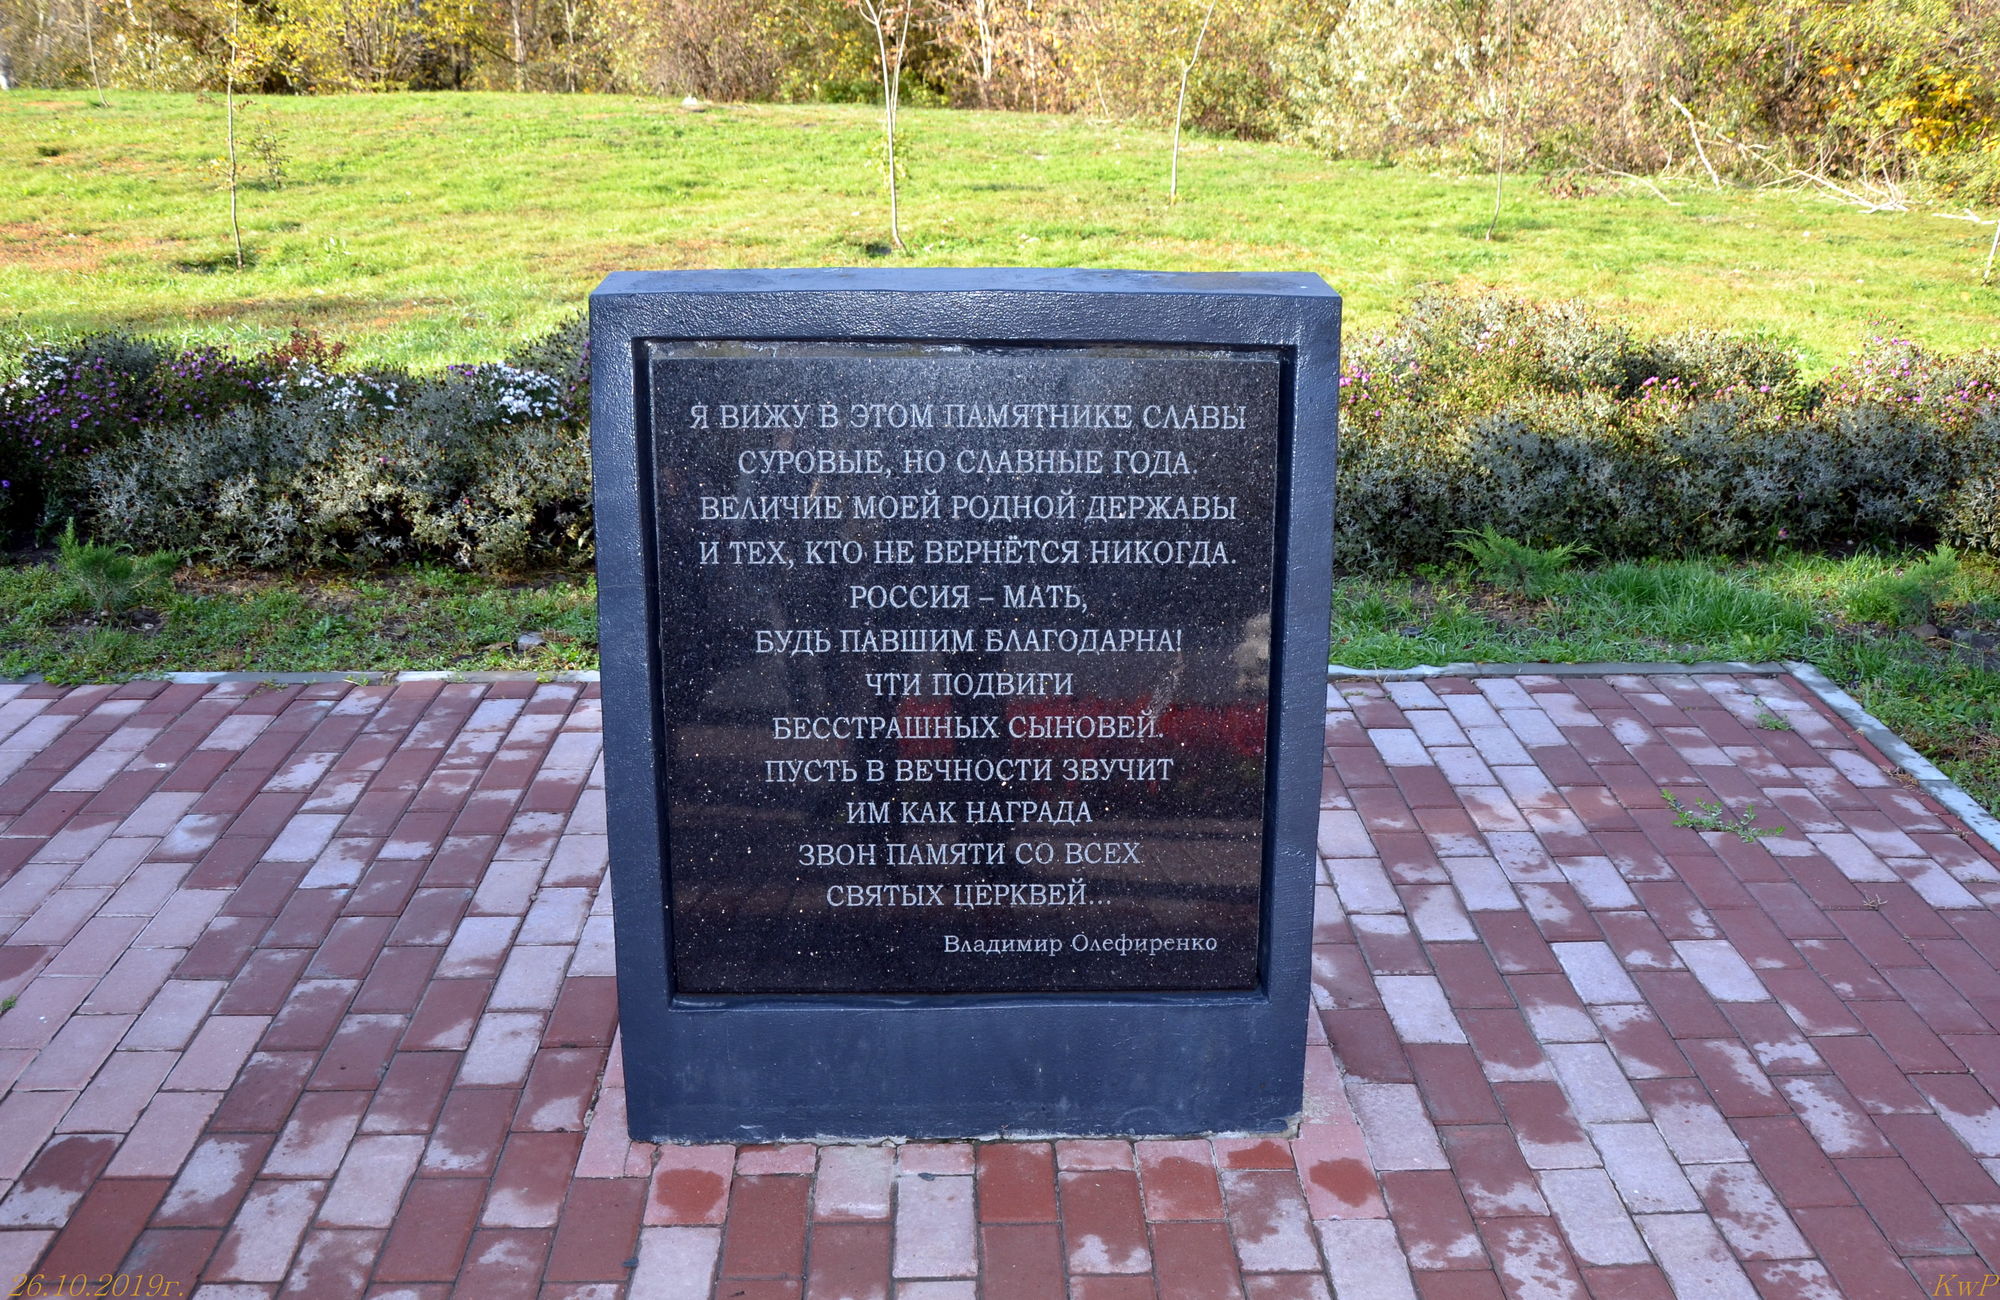 Я ВИЖУ В ЭТОМ ПАМЯТНИКЕ СЛАВЫ
СУРОВЫЕ, НО СЛАВНЫЕ ГОДА.
ВЕЛИЧИЕ МОЕЙ РОДНОЙ ДЕРЖАВЫ
И ТЕХ, КТО НЕ ВЕРНЁТСЯ НИКОГДА.
РОССИЯ – МАТЬ,
БУДЬ ПАВШИМ БЛАГОДАРНА!
ЧТИ ПОДВИГИ
БЕССТРАШНЫХ СЫНОВЕЙ.
ПУСТЬ В ВЕЧНОСТИ ЗВУЧИТ
ИМ КАК НАГРАДА
ЗВОН ПАМЯТИ СО ВСЕХ
СВЯТЫХ ЦЕРКВЕЙ...
Владимир Олефиренко
26.10.2019г.
KwP